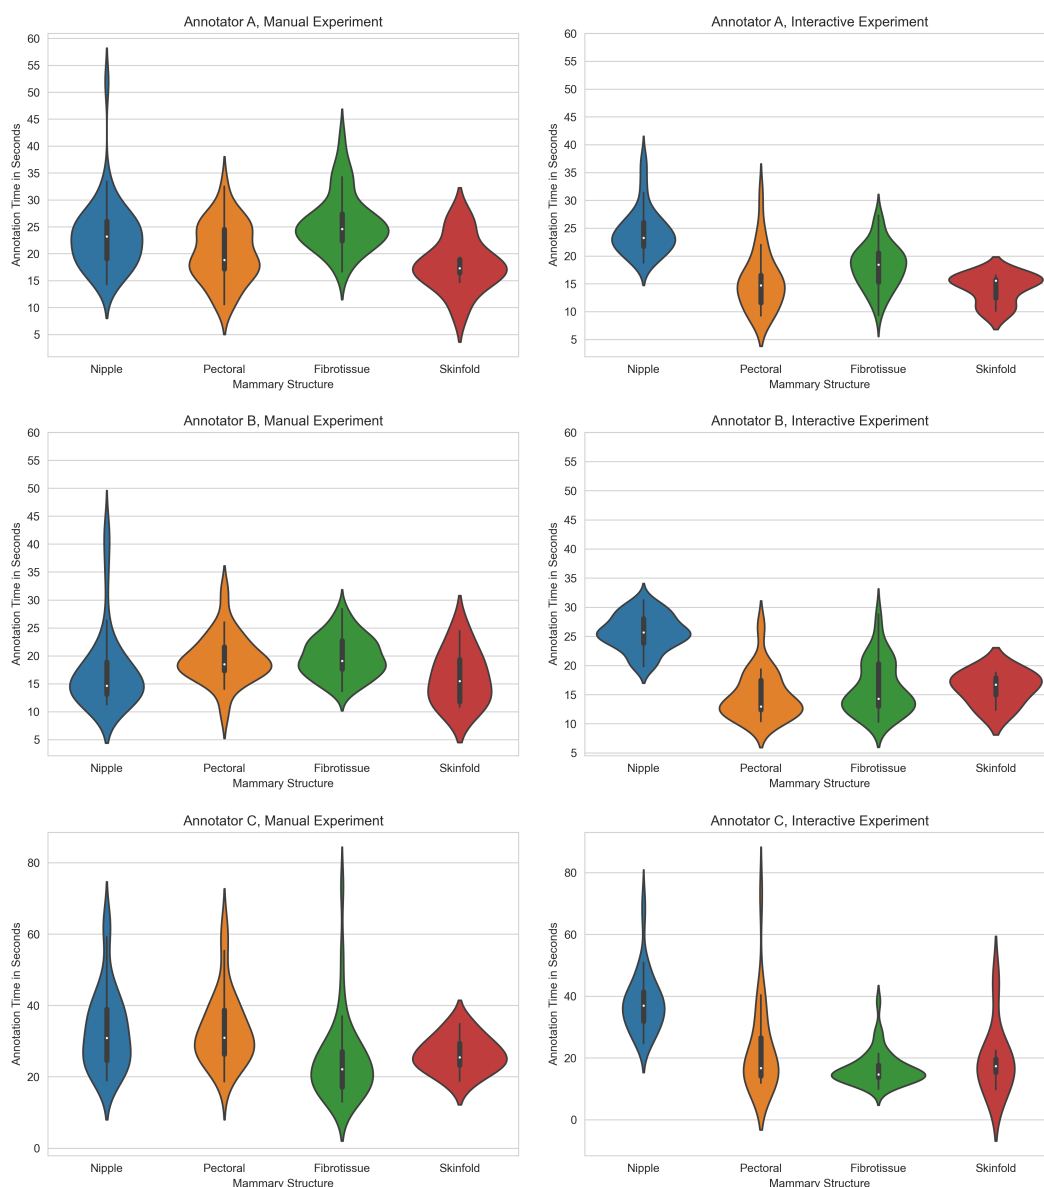 Annotator A, Manual Experiment
60
55
50
45
40
35
30
25
20
15
10
5
Annotation Time in Seconds
Nipple Pectoral Fibrotissue Skinfold
Mammary Structure
Annotator A, Interactive Experiment
60
55
50
45
40
35
30
25
20
15
10
5
Annotation Time in Seconds
Nipple Pectoral Fibrotissue Skinfold
Mammary Structure
Annotator B, Manual Experiment
60
55
50
45
40
35
30
25
20
15
10
5
Annotation Time in Seconds
Nipple Pectoral Fibrotissue Skinfold
Mammary Structure
Annotator B, Interactive Experiment
60
55
50
45
40
35
30
25
20
15
10
5
Annotation Time in Seconds
Nipple Pectoral Fibrotissue Skinfold
Mammary Structure
Annotator C, Manual Experiment
80
60
40
20
0
Annotation Time in Seconds
Nipple Pectoral Fibrotissue Skinfold
Mammary Structure
Annotator C, Interactive Experiment
80
60
40
20
0
Annotation Time in Seconds
Nipple Pectoral Fibrotissue Skinfold
Mammary Structure